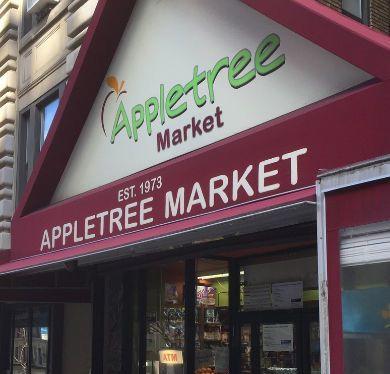 Appletree
Market
EST. 1973
APPLETREE MARKET
ATM